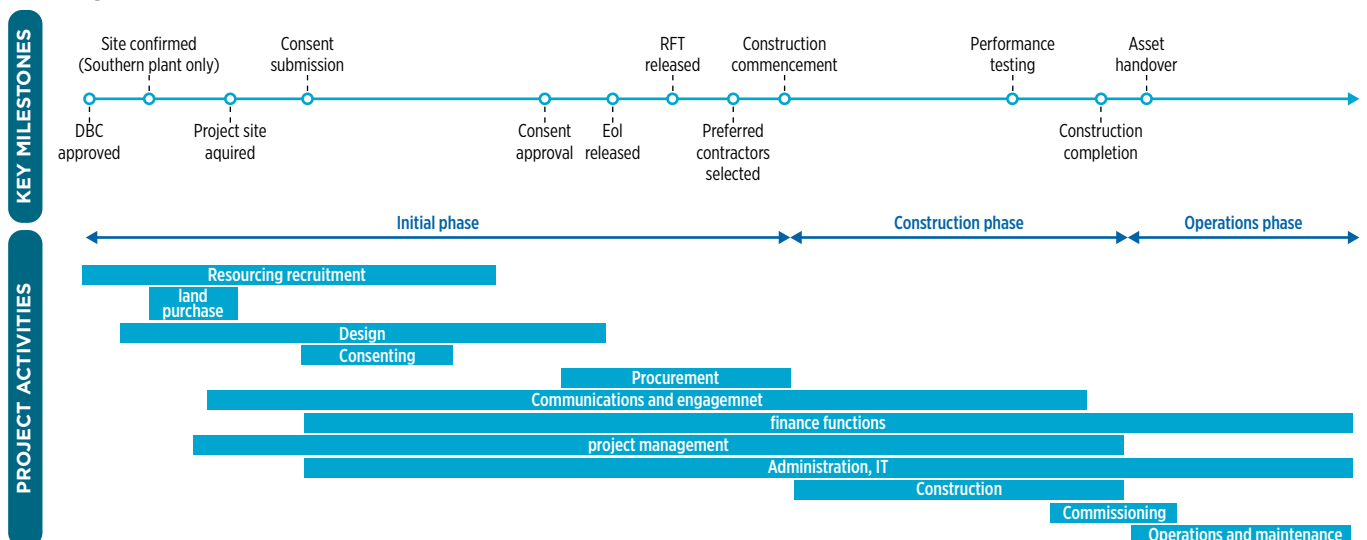 KEY MILESTONES
Site confirmed
(Southern plant only)
Consent
submission
RFT
released
Construction
commencement
Performance
testing
Asset
handover
DBC
approved
Project site
aquired
Consent
approval
EoI
released
Preferred
contractors
selected
Construction
completion
PROJECT ACTIVITIES
Initial phase
Construction phase
Operations phase
Resourcing recruitment
land
purchase
Design
Consenting
Procurement
Communications and engagemnet
finance functions
project management
Administration, IT
Construction
Commissioning
Operations and maintenance